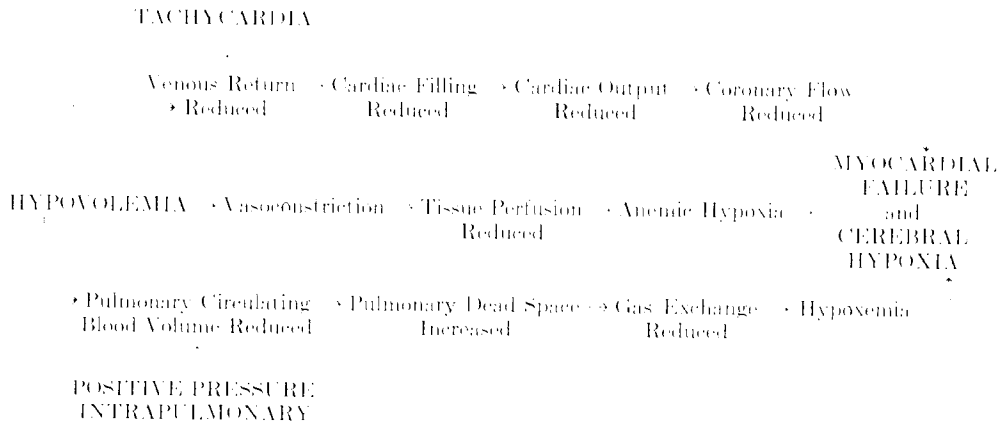 TACHYCARDIA
Venous Return → Cardiac Filling → Cardiac Output → Coronary Flow
→ Reduced Reduced Reduced Reduced
MYOCARDIAL
FAILURE
HYPOVOLEMIA → Vasoconstriction → Tissue Perfusion → Anemic Hypoxia → and
Reduced CEREBRAL
HYPOXIA
→ Pulmonary Circulating → Pulmonary Dead Space → Gas Exchange → Hypoxemia
Blood Volume Reduced Increased Reduced
POSITIVE PRESSURE
INTRAPULMONARY